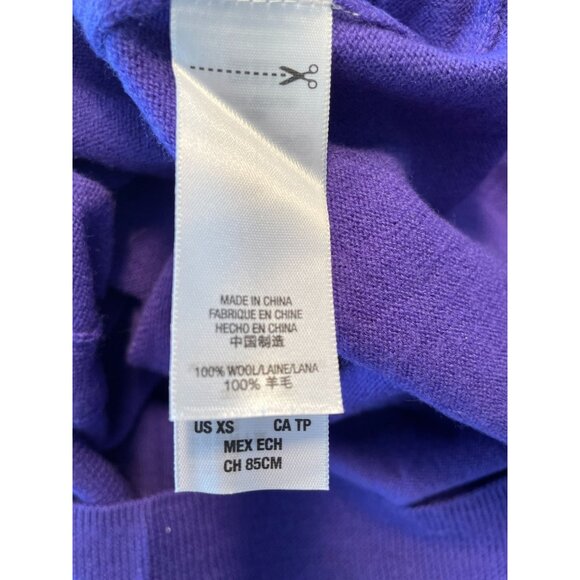 MADE IN CHINA
FABRIQUE EN CHINE
HECHO EN CHINA
中国制造
100% WOOL/LAINE/LANA
100% 羊毛
US XS CA TP
MEX ECH
CH 85CM